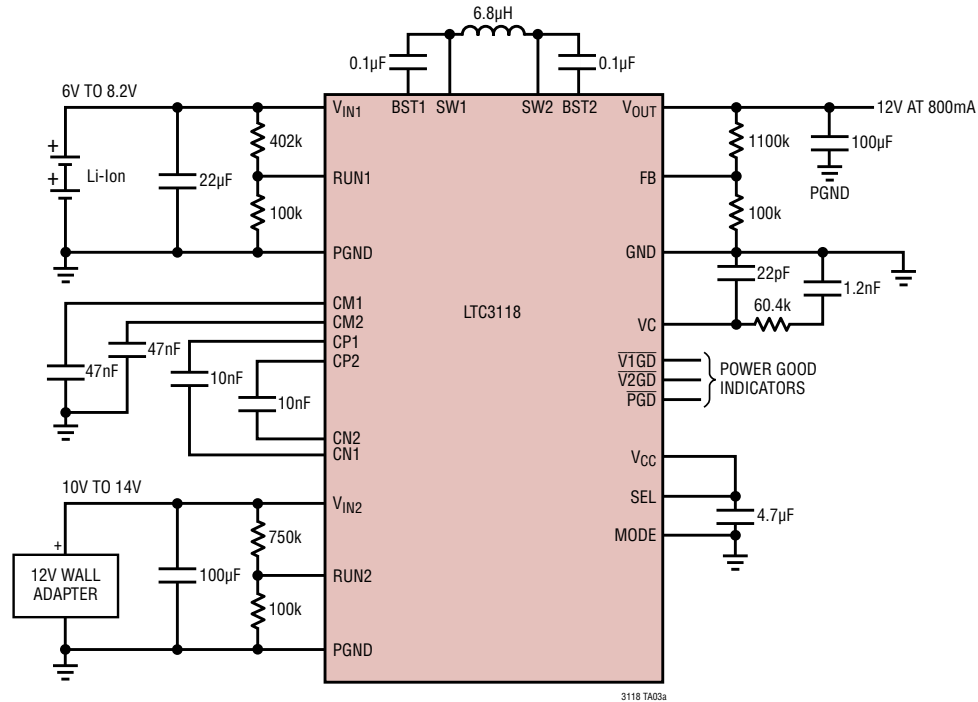 6.8µH
0.1µF
0.1µF
6V TO 8.2V
BST1 SW1 SW2 BST2
VIN1
VOUT
12V AT 800mA
402k
1100k
100µF
+
+
Li-Ion
22µF
RUN1
FB
PGND
100k
100k
PGND
GND
22pF
1.2nF
CM1
LTC3118
60.4k
CM2
VC
47nF
CP1
47nF
CP2
V1GD
10nF
V2GD
POWER GOOD
INDICATORS
PGD
10nF
CN2
CN1
VCC
10V TO 14V
VIN2
SEL
750k
4.7µF
MODE
+
12V WALL
ADAPTER
100µF
RUN2
100k
PGND
3118 TA03a